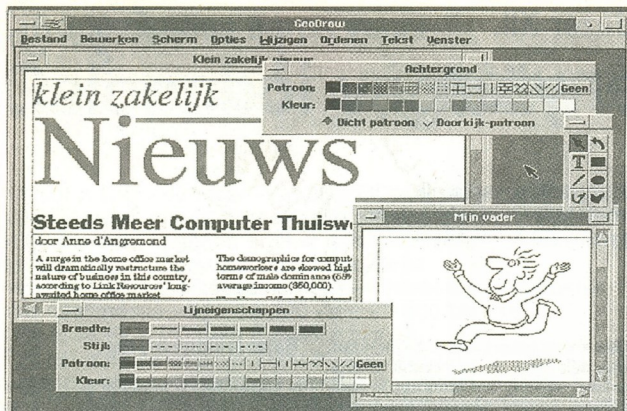 GeoDraw
Bestand Bewerken Scherm Opties Wijzigen Ordenen Tekst Venster
Klein zakelijk nieuws
klein zakelijk
Nieuws
Steeds Meer Computer Thuisw
door Anne d'Angremond
A surge in the home office market
will dramatically restructure the
nature of business in this country,
according to Link Resources' long-
awaited home office market
The demographics for comput
homeworkers are skewed high
terms of male dominance
average income ($50,000).
Achtergrond
Patroon: Geen
Kleur:
Dicht patroon Doorkijk-patroon
T
Mijn vader
Lijneigenschappen
Breedte:
Stijl:
Patroon: Geen
Kleur: